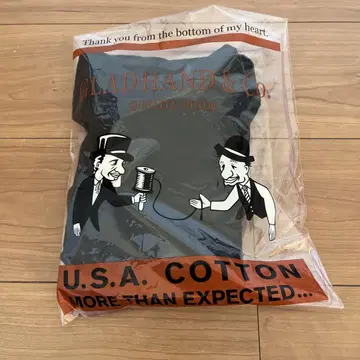 Thank you from the bottom of my heart.
GLADHAND & Co.
U.S.A. COTTON
MORE THAN EXPECTED...